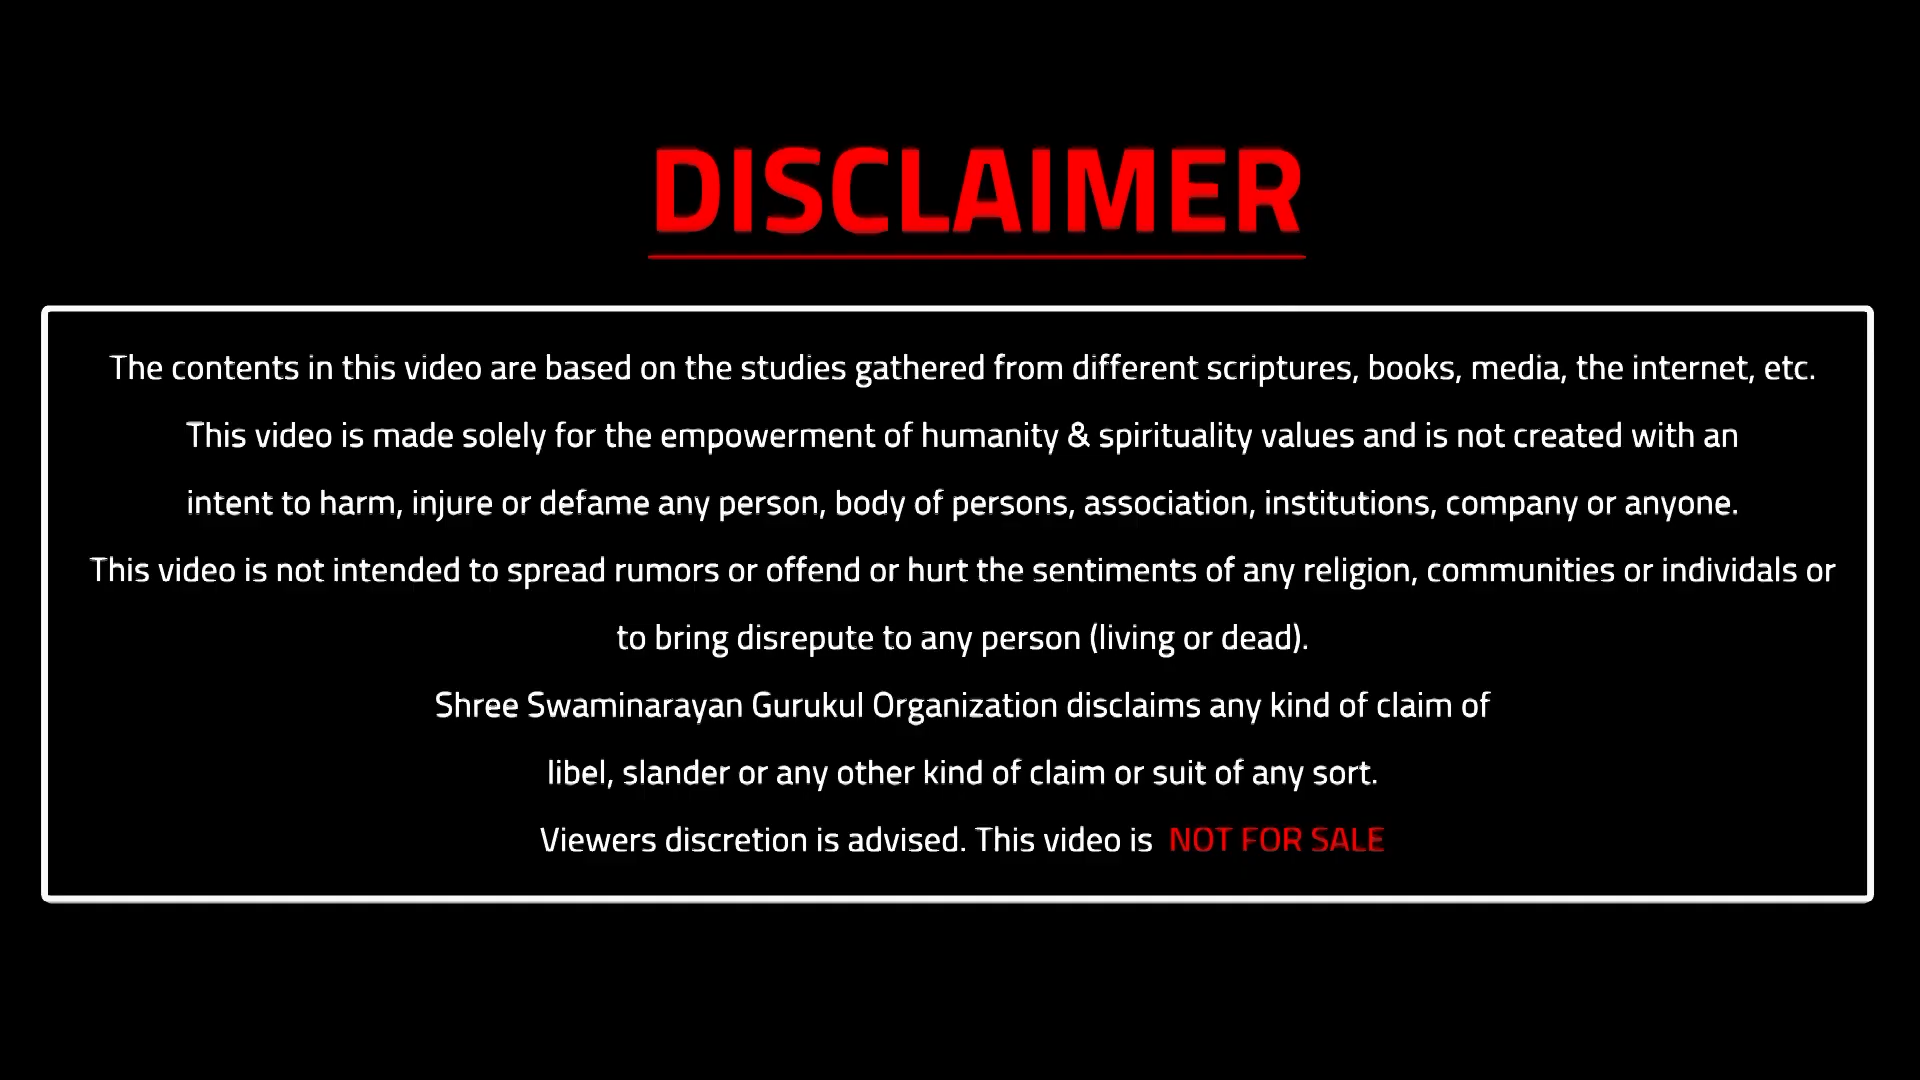 DISCLAIMER
The contents in this video are based on the studies gathered from different scriptures, books, media, the internet, etc.
This video is made solely for the empowerment of humanity & spirituality values and is not created with an
intent to harm, injure or defame any person, body of persons, association, institutions, company or anyone.
This video is not intended to spread rumors or offend or hurt the sentiments of any religion, communities or individals or
to bring disrepute to any person (living or dead).
Shree Swaminarayan Gurukul Organization disclaims any kind of claim of
libel, slander or any other kind of claim or suit of any sort.
Viewers discretion is advised. This video is NOT FOR SALE